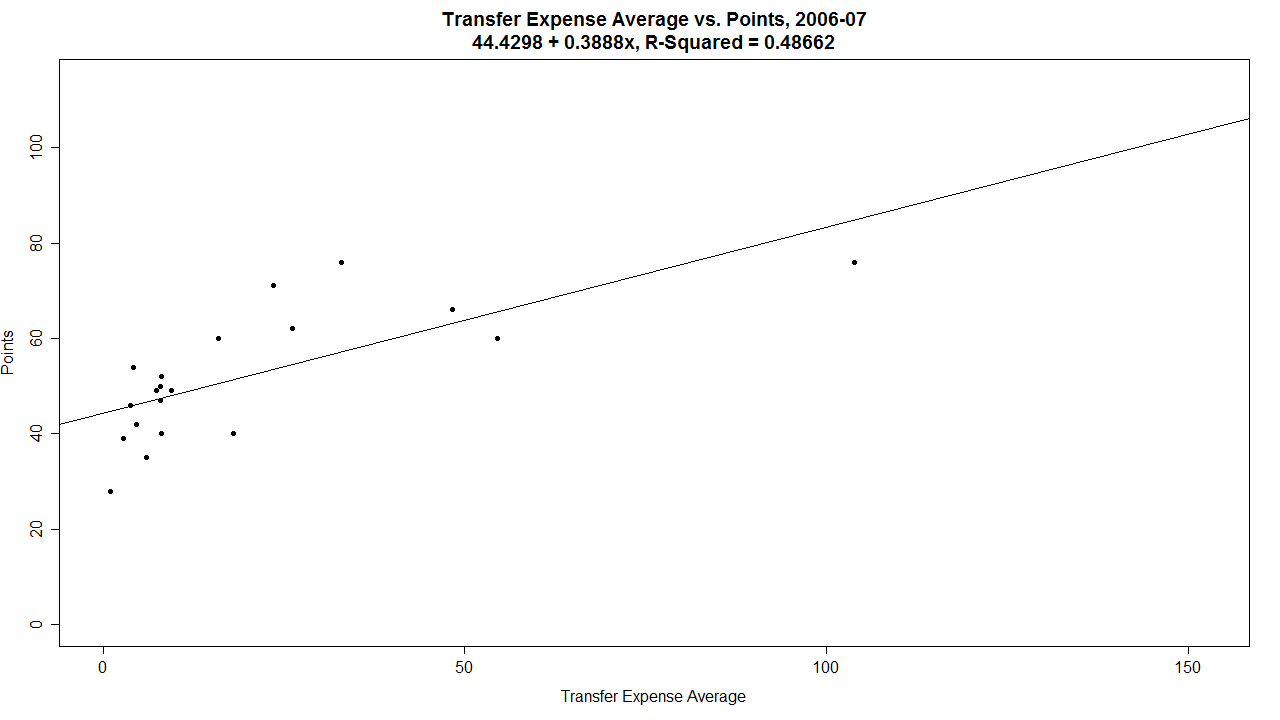 Transfer Expense Average vs. Points, 2006-07
44.4298 + 0.3888x, R-Squared = 0.48662
Points
100
80
60
40
20
0
0 50 100 150
Transfer Expense Average